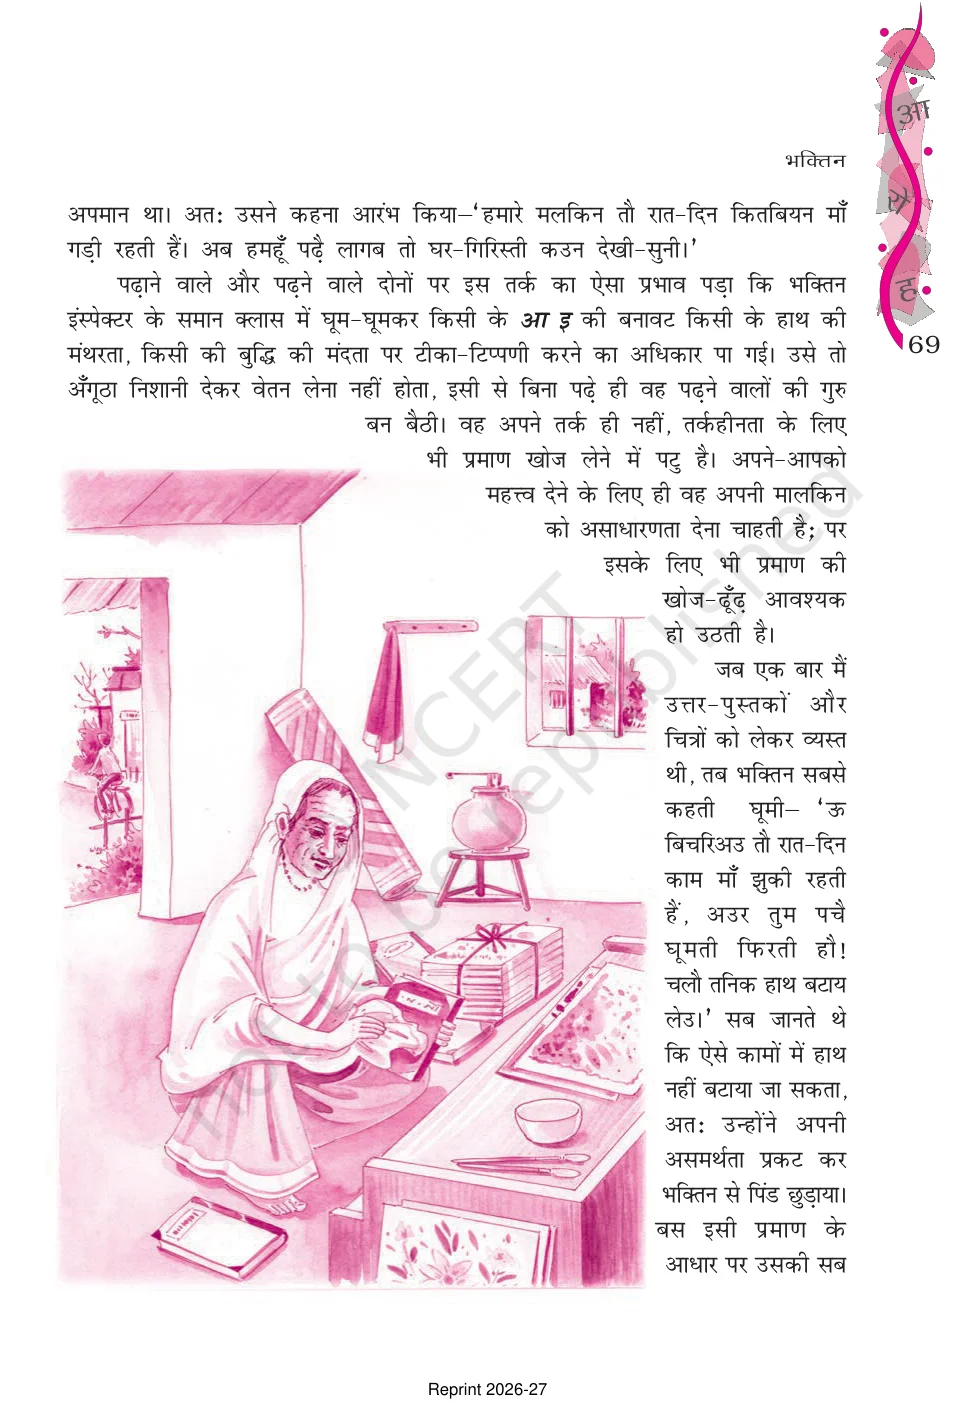 आ
रो
ह
भक्तिन
69
अपमान था। अतः उसने कहना आरंभ किया—‘हमारे मलकिन तौ रात-दिन कितबियन माँ
गड़ी रहती हैं। अब हमहूँ पढ़ै लागब तो घर-गिरिस्ती कउन देखी-सुनी।’
पढ़ाने वाले और पढ़ने वाले दोनों पर इस तर्क का ऐसा प्रभाव पड़ा कि भक्तिन
इंस्पेक्टर के समान क्लास में घूम-घूमकर किसी के आ इ की बनावट किसी के हाथ की
मंथरता, किसी की बुद्धि की मंदता पर टीका-टिप्पणी करने का अधिकार पा गई। उसे तो
अँगूठा निशानी देकर वेतन लेना नहीं होता, इसी से बिना पढ़े ही वह पढ़ने वालों की गुरु
बन बैठी। वह अपने तर्क ही नहीं, तर्कहीनता के लिए
भी प्रमाण खोज लेने में पटु है। अपने-आपको
महत्त्व देने के लिए ही वह अपनी मालकिन
को असाधारणता देना चाहती है; पर
इसके लिए भी प्रमाण की
खोज-ढूँढ़ आवश्यक
हो उठती है।
जब एक बार मैं
उत्तर-पुस्तकों और
चित्रों को लेकर व्यस्त
थी, तब भक्तिन सबसे
कहती घूमी— ‘ऊ
बिचरिअउ तौ रात-दिन
काम माँ झुकी रहती
हैं, अउर तुम पचै
घूमती फिरती हौ!
चलौ तनिक हाथ बटाय
लेउ।’ सब जानते थे
कि ऐसे कामों में हाथ
नहीं बटाया जा सकता,
अतः उन्होंने अपनी
असमर्थता प्रकट कर
भक्तिन से पिंड छुड़ाया।
बस इसी प्रमाण के
आधार पर उसकी सब
© NCERT
not to be republished
Reprint 2026-27